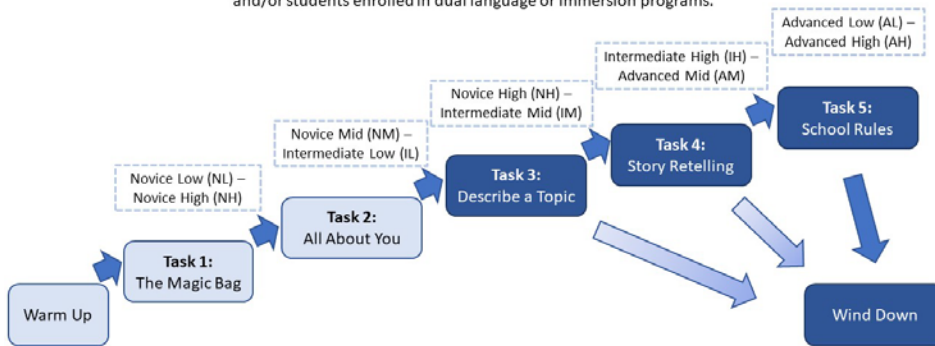 and/or students enrolled in dual language or immersion programs.
Advanced Low (AL) –
Advanced High (AH)
Intermediate High (IH) –
Advanced Mid (AM)
Novice High (NH) –
Intermediate Mid (IM)
Novice Mid (NM) –
Intermediate Low (IL)
Novice Low (NL) –
Novice High (NH)
Task 5:
School Rules
Task 4:
Story Retelling
Task 3:
Describe a Topic
Task 2:
All About You
Task 1:
The Magic Bag
Warm Up
Wind Down